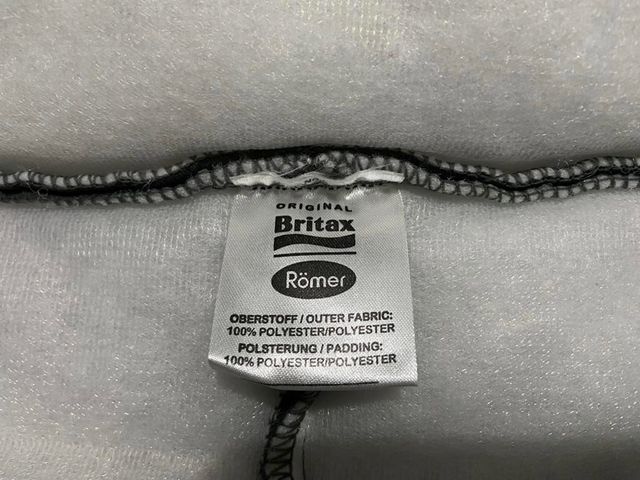 ORIGINAL
Britax
Römer
OBERSTOFF / OUTER FABRIC:
100% POLYESTER/POLYESTER
POLSTERUNG / PADDING:
100% POLYESTER/POLYESTER